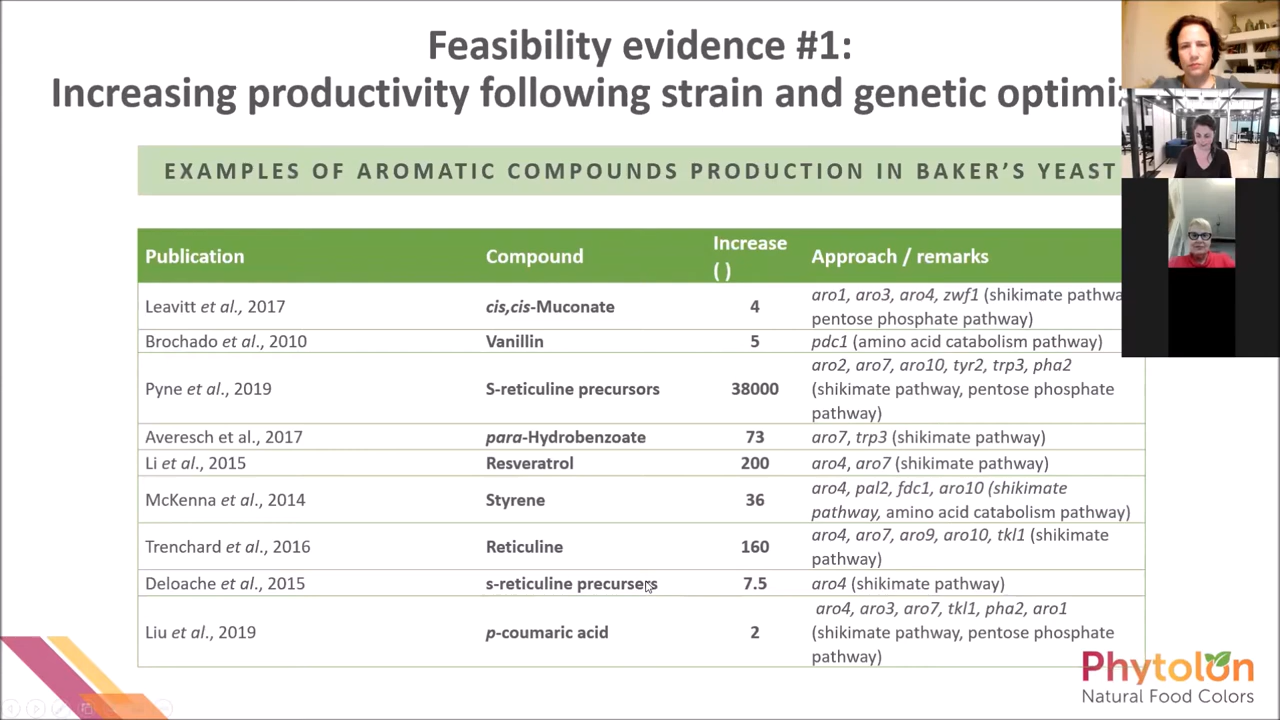 Feasibility evidence #1:
Increasing productivity following strain and genetic
EXAMPLES OF AROMATIC COMPOUNDS PRODUCTION IN BAKER'S YEAST
Publication Compound Increase ( ) Approach / remarks
Leavitt et al., 2017 cis,cis-Muconate 4 aro1, aro3, aro4, zwf1 (shikimate
pentose phosphate pathway)
Brochado et al., 2010 Vanillin 5 pdc1 (amino acid catabolism pathway)
Pyne et al., 2019 S-reticuline precursors 38000 aro2, aro7, aro10, tyr2, trp3, pha2
(shikimate pathway, pentose phosphate
pathway)
Averesch et al., 2017 para-Hydrobenzoate 73 aro7, trp3 (shikimate pathway)
Li et al., 2015 Resveratrol 200 aro4, aro7 (shikimate pathway)
McKenna et al., 2014 Styrene 36 aro4, pal2, fdc1, aro10 (shikimate
pathway, amino acid catabolism pathway)
Trenchard et al., 2016 Reticuline 160 aro4, aro7, aro9, aro10, tkl1 (shikimate
pathway)
Deloache et al., 2015 s-reticuline precursers 7.5 aro4 (shikimate pathway)
Liu et al., 2019 p-coumaric acid 2 aro4, aro3, aro7, tkl1, pha2, aro1
(shikimate pathway, pentose phosphate
pathway)
Phytolon
Natural Food Colors